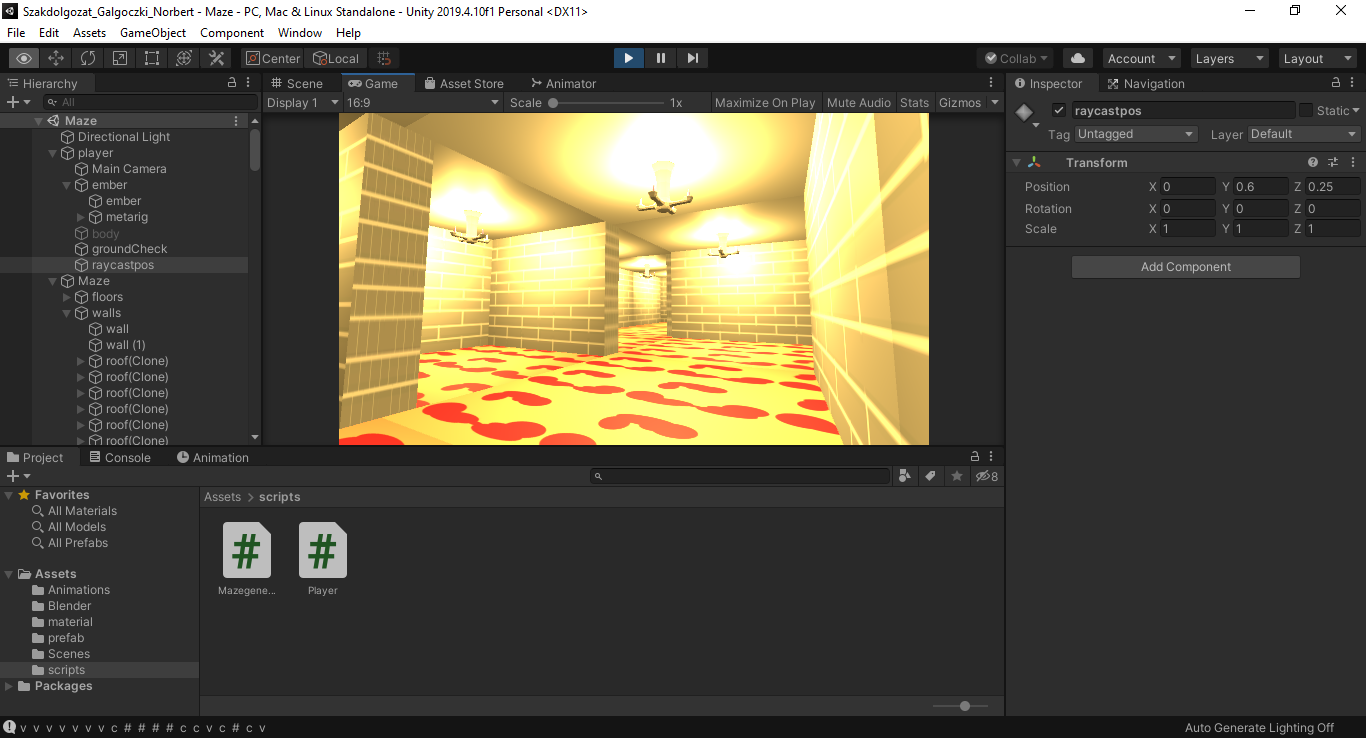 Szakdolgozat_Galgoczki_Norbert - Maze - PC, Mac & Linux Standalone - Unity 2019.4.10f1 Personal <DX11>
File Edit Assets GameObject Component Window Help
Center Local Collab Account Layers Layout
Hierarchy
All
Maze
Directional Light
player
Main Camera
ember
ember
metarig
body
groundCheck
raycastpos
Maze
floors
walls
wall
wall (1)
roof(Clone)
roof(Clone)
roof(Clone)
roof(Clone)
roof(Clone)
roof(Clone)
Scene Game Asset Store Animator
Display 1 16:9 Scale 1x Maximize On Play Mute Audio Stats Gizmos
Inspector Navigation
raycastpos Static
Tag Untagged Layer Default
Transform
Position X 0 Y 0.6 Z 0.25
Rotation X 0 Y 0 Z 0
Scale X 1 Y 1 Z 1
Add Component
Project Console Animation
8
Favorites
All Materials
All Models
All Prefabs
Assets
Animations
Blender
material
prefab
Scenes
scripts
Packages
Assets > scripts
Mazegene... Player
v v v v v v v c # # # # c c v c # c v
Auto Generate Lighting Off